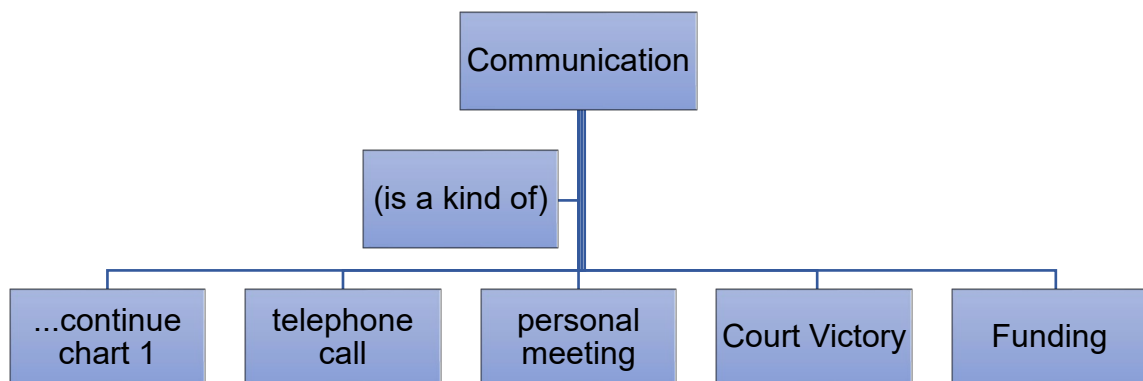 Communication
(is a kind of)
...continue
chart 1
telephone
call
personal
meeting
Court Victory
Funding